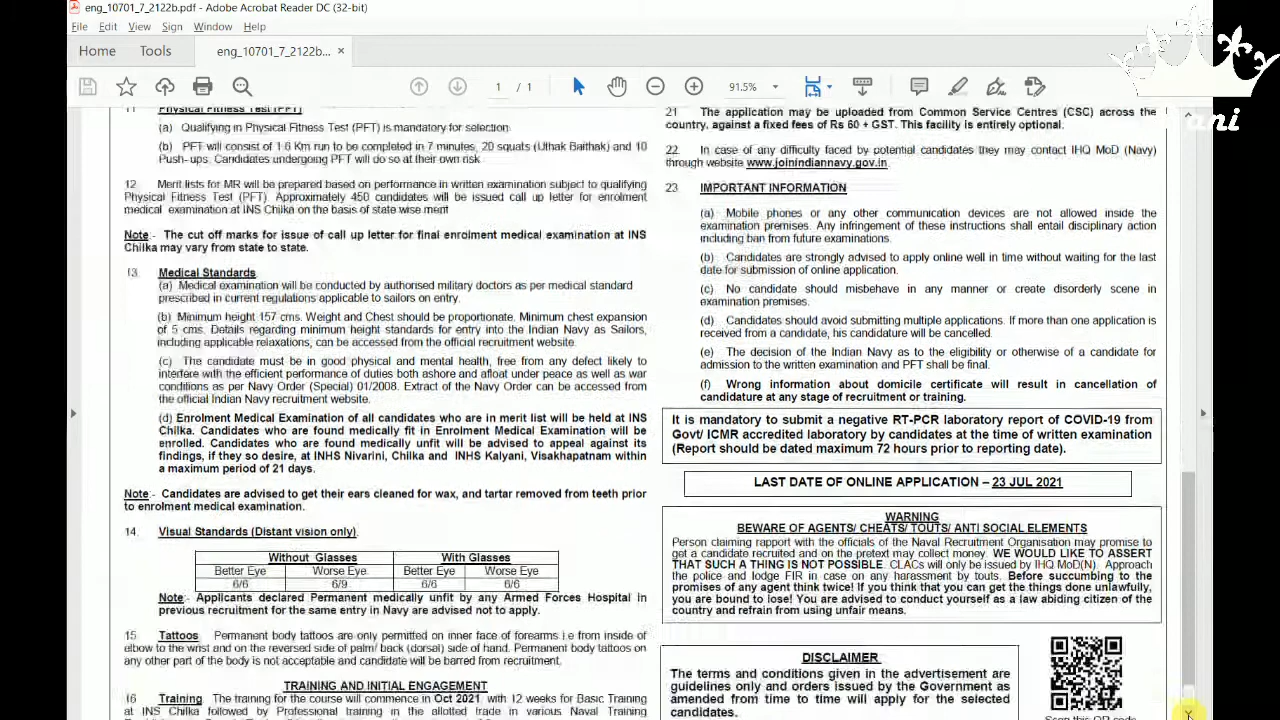 eng_10701_7_2122b.pdf - Adobe Acrobat Reader DC (32-bit)
File Edit View Sign Window Help
Home Tools eng_10701_7_2122b... ×
1 / 1 91.5%
ani
11 Physical Fitness Test (PFT)
(a) Qualifying in Physical Fitness Test (PFT) is mandatory for selection
(b) PFT will consist of 1.6 Km run to be completed in 7 minutes, 20 squats (Uthak Baithak) and 10
Push-ups. Candidates undergoing PFT will do so at their own risk
12 Merit lists for MR will be prepared based on performance in written examination subject to qualifying
Physical Fitness Test (PFT). Approximately 450 candidates will be issued call up letter for enrolment
medical examination at INS Chilka on the basis of state wise merit
Note:- The cut off marks for issue of call up letter for final enrolment medical examination at INS
Chilka may vary from state to state.
13. Medical Standards
(a) Medical examination will be conducted by authorised military doctors as per medical standard
prescribed in current regulations applicable to sailors on entry.
(b) Minimum height 157 cms. Weight and Chest should be proportionate. Minimum chest expansion
of 5 cms. Details regarding minimum height standards for entry into the Indian Navy as Sailors,
including applicable relaxations, can be accessed from the official recruitment website.
(c) The candidate must be in good physical and mental health, free from any defect likely to
interfere with the efficient performance of duties both ashore and afloat under peace as well as war
conditions as per Navy Order (Special) 01/2008. Extract of the Navy Order can be accessed from
the official Indian Navy recruitment website.
(d) Enrolment Medical Examination of all candidates who are in merit list will be held at INS
Chilka. Candidates who are found medically fit in Enrolment Medical Examination will be
enrolled. Candidates who are found medically unfit will be advised to appeal against its
findings, if they so desire, at INHS Nivarini, Chilka and INHS Kalyani, Visakhapatnam within
a maximum period of 21 days.
Note:- Candidates are advised to get their ears cleaned for wax, and tartar removed from teeth prior
to enrolment medical examination.
14. Visual Standards (Distant vision only).
Without Glasses With Glasses
Better Eye Worse Eye Better Eye Worse Eye
6/6 6/9 6/6 6/6
Note:- Applicants declared Permanent medically unfit by any Armed Forces Hospital in
previous recruitment for the same entry in Navy are advised not to apply.
15. Tattoos Permanent body tattoos are only permitted on inner face of forearms i.e from inside of
elbow to the wrist and on the reversed side of palm/ back (dorsal) side of hand. Permanent body tattoos on
any other part of the body is not acceptable and candidate will be barred from recruitment.
TRAINING AND INITIAL ENGAGEMENT
16 Training The training for the course will commence in Oct 2021 with 12 weeks for Basic Training
at INS Chilka followed by Professional training in the allotted trade in various Naval Training
21 The application may be uploaded from Common Service Centres (CSC) across the
country, against a fixed fees of Rs 60 + GST. This facility is entirely optional.
22. In case of any difficulty faced by potential candidates they may contact IHQ MoD (Navy)
through website www.joinindiannavy.gov.in.
23 IMPORTANT INFORMATION
(a) Mobile phones or any other communication devices are not allowed inside the
examination premises. Any infringement of these instructions shall entail disciplinary action
including ban from future examinations.
(b) Candidates are strongly advised to apply online well in time without waiting for the last
date for submission of online application.
(c) No candidate should misbehave in any manner or create disorderly scene in
examination premises.
(d) Candidates should avoid submitting multiple applications. If more than one application is
received from a candidate, his candidature will be cancelled.
(e) The decision of the Indian Navy as to the eligibility or otherwise of a candidate for
admission to the written examination and PFT shall be final.
(f) Wrong information about domicile certificate will result in cancellation of
candidature at any stage of recruitment or training.
It is mandatory to submit a negative RT-PCR laboratory report of COVID-19 from
Govt/ ICMR accredited laboratory by candidates at the time of written examination
(Report should be dated maximum 72 hours prior to reporting date).
LAST DATE OF ONLINE APPLICATION – 23 JUL 2021
WARNING
BEWARE OF AGENTS/ CHEATS/ TOUTS/ ANTI SOCIAL ELEMENTS
Person claiming rapport with the officials of the Naval Recruitment Organisation may promise to
get a candidate recruited and on the pretext may collect money. WE WOULD LIKE TO ASSERT
THAT SUCH A THING IS NOT POSSIBLE. CLACs will only be issued by IHQ MoD(N). Approach
the police and lodge FIR in case on any harassment by touts. Before succumbing to the
promises of any agent think twice! If you think that you can get the things done unlawfully,
you are bound to lose! You are advised to conduct yourself as a law abiding citizen of the
country and refrain from using unfair means.
DISCLAIMER
The terms and conditions given in the advertisement are
guidelines only and orders issued by the Government as
amended from time to time will apply for the selected
candidates.
Scan this QR code